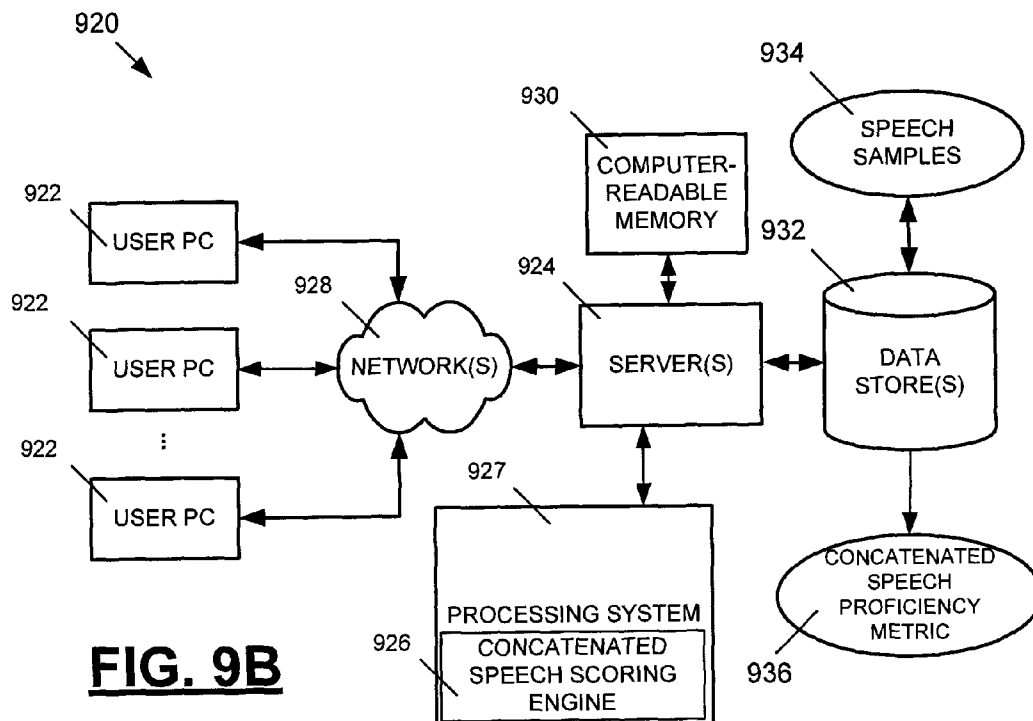 920
934
SPEECH
SAMPLES
930
COMPUTER-
READABLE
MEMORY
922
USER PC
928
932
924
922
USER PC
NETWORK(S)
SERVER(S)
DATA
STORE(S)
...
922
USER PC
927
PROCESSING SYSTEM
926
CONCATENATED
SPEECH SCORING
ENGINE
CONCATENATED
SPEECH
PROFICIENCY
METRIC
936
FIG. 9B